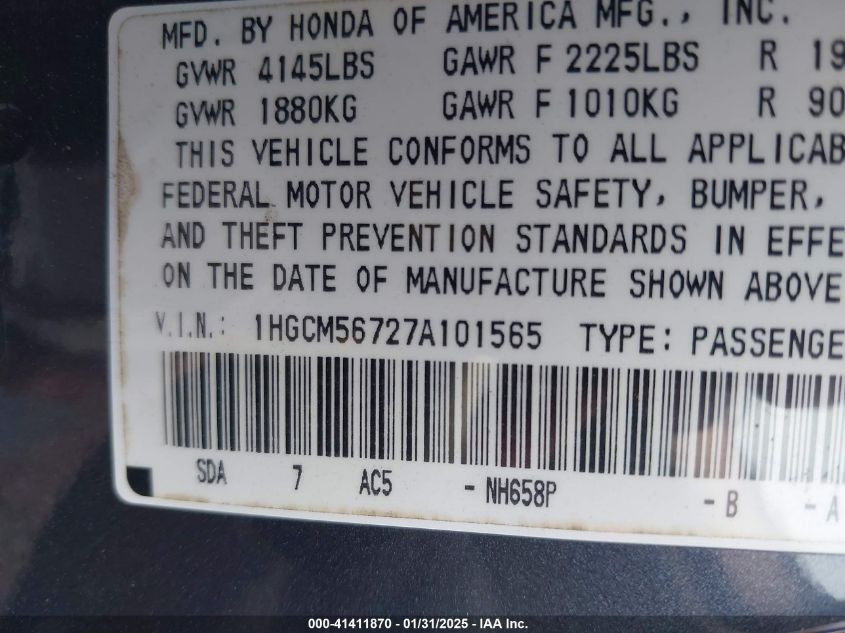 MFD. BY HONDA OF AMERICA MFG., INC.
GVWR 4145LBS GAWR F 2225LBS R 19
GVWR 1880KG GAWR F 1010KG R 90
THIS VEHICLE CONFORMS TO ALL APPLICAB
FEDERAL MOTOR VEHICLE SAFETY, BUMPER,
AND THEFT PREVENTION STANDARDS IN EFFE
ON THE DATE OF MANUFACTURE SHOWN ABOVE
V.I.N.: 1HGCM56727A101565 TYPE: PASSENGE
SDA 7 AC5 - NH658P - B - A
000-41411870 - 01/31/2025 - IAA Inc.